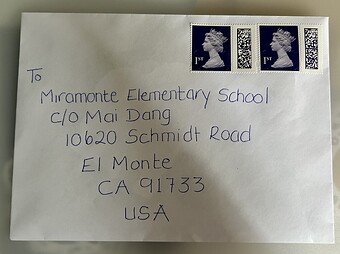 1ST 1ST
To
Miramonte Elementary School
C/O Mai Dang
10620 Schmidt Road
El Monte
CA 91733
USA